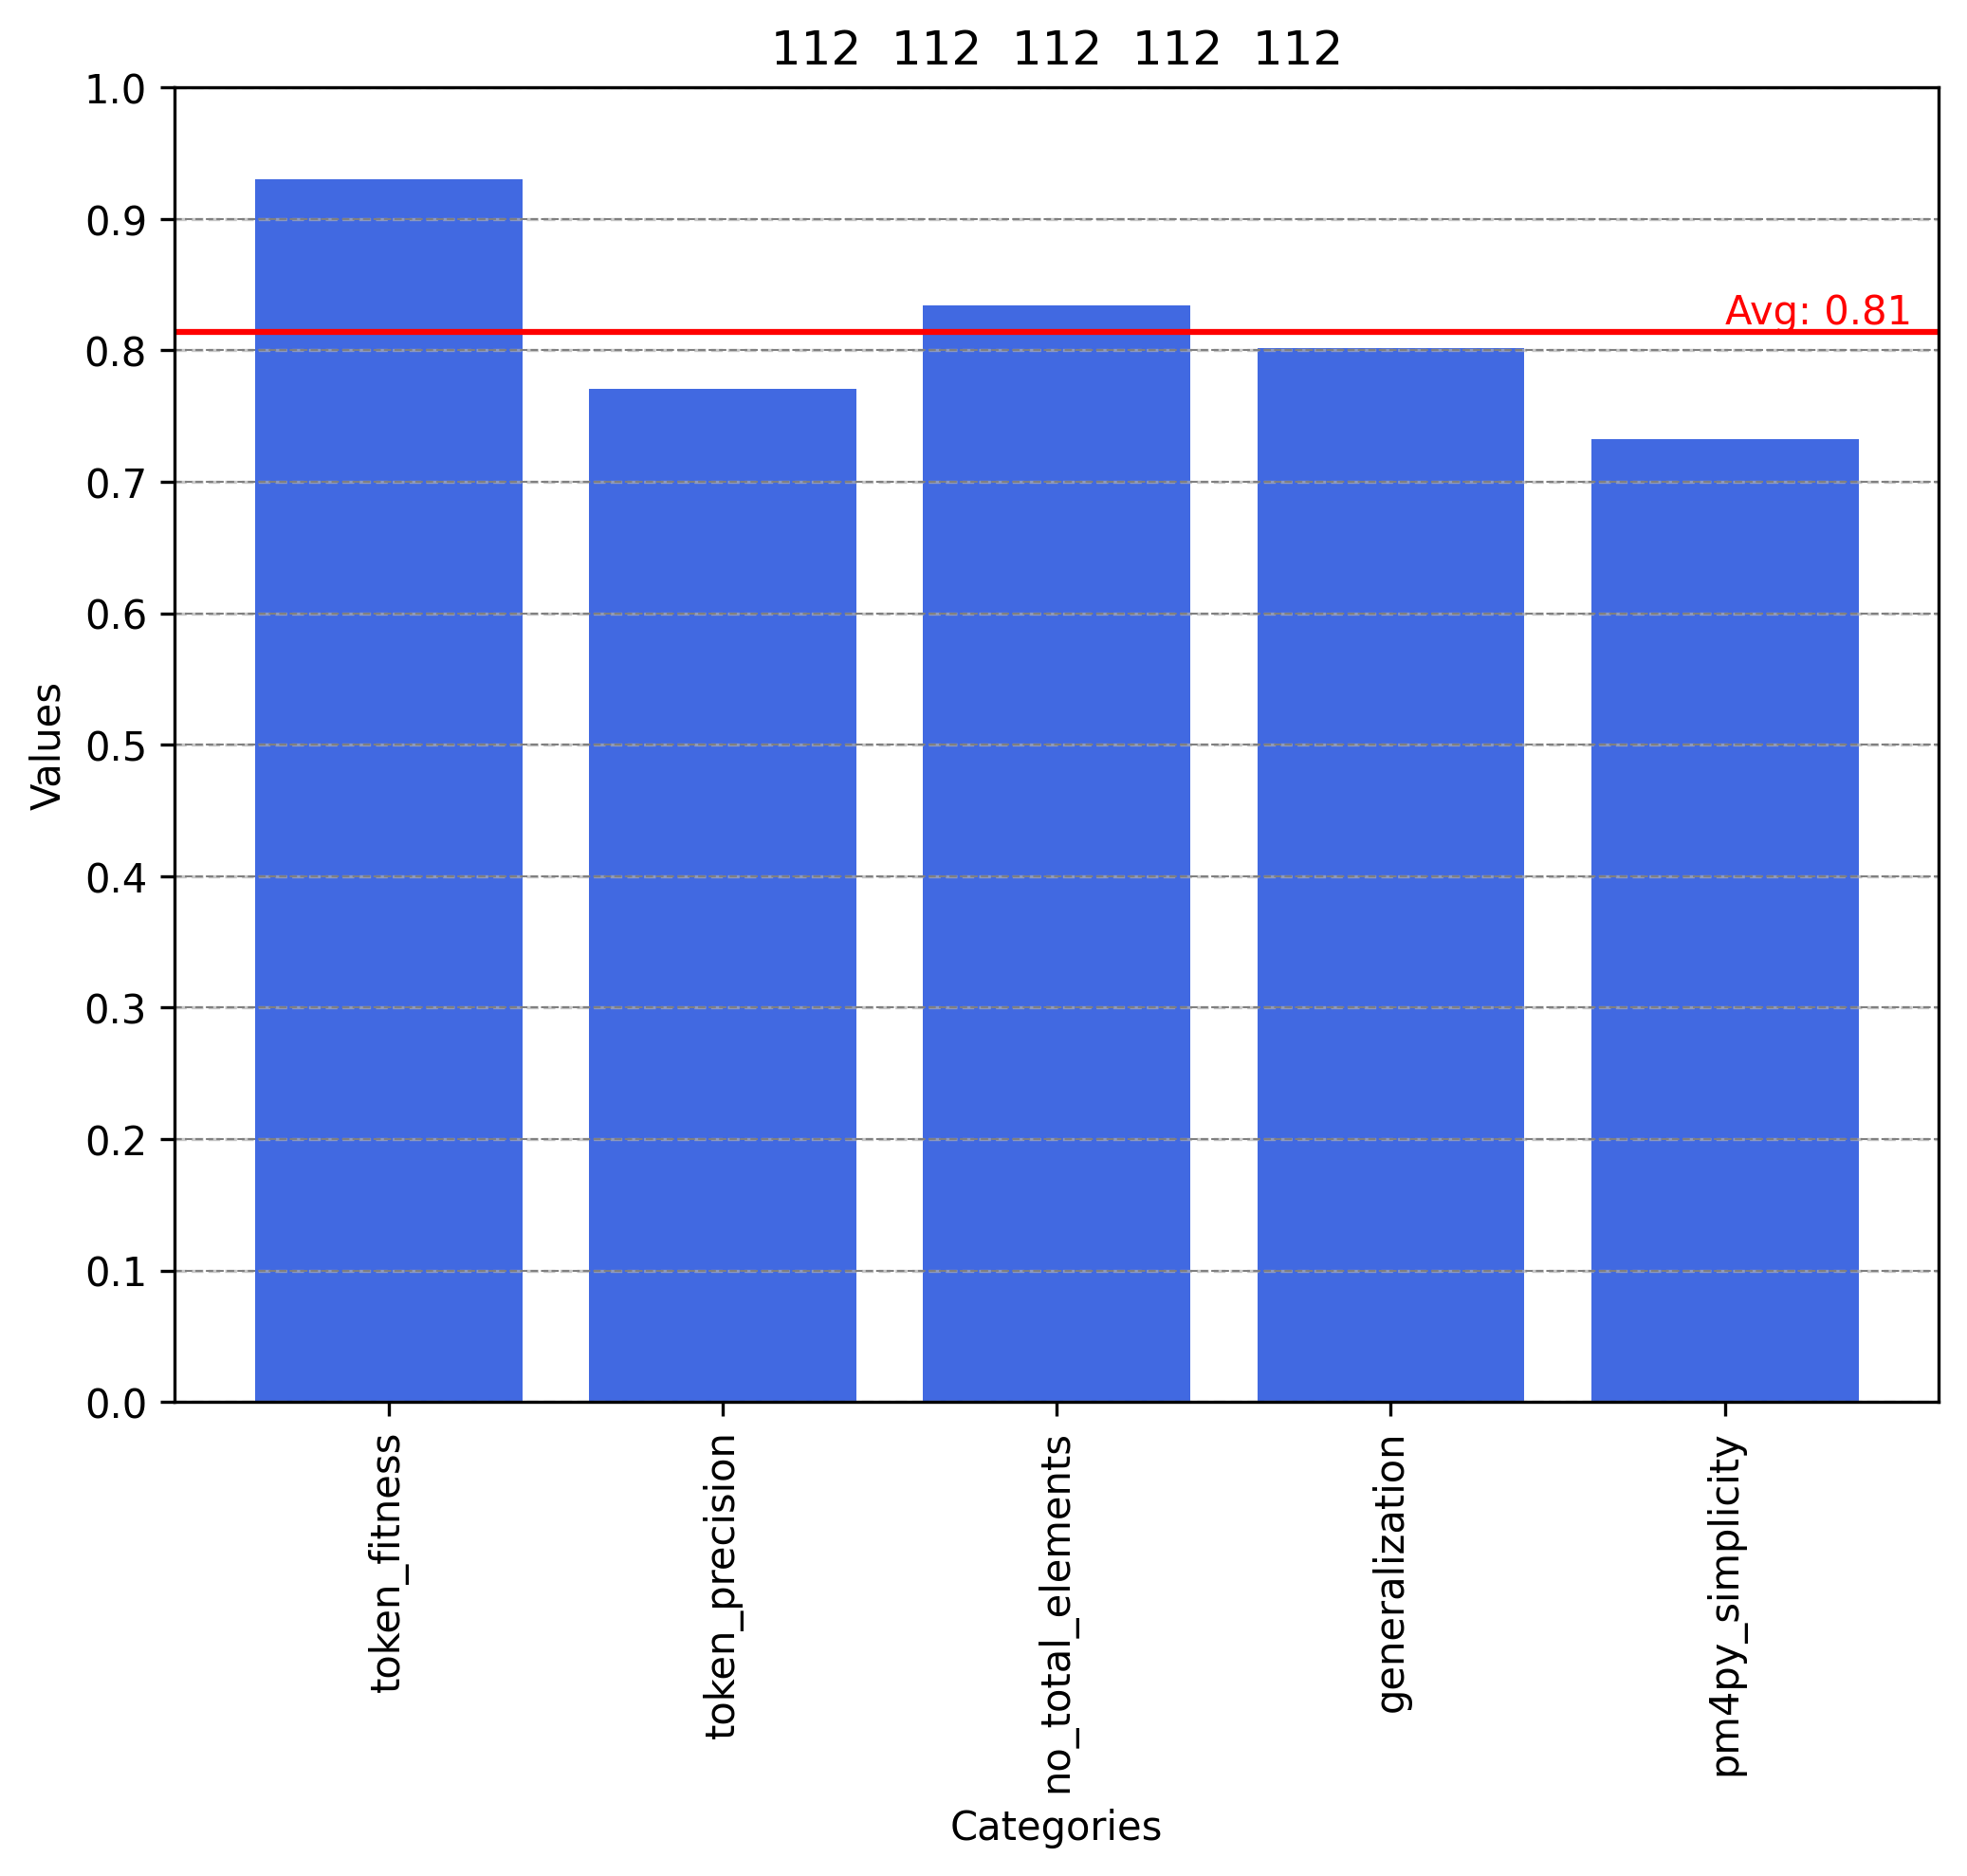 112 112 112 112 112
1.0
0.9
0.8
0.7
0.6
0.5
0.4
0.3
0.2
0.1
0.0
Values
Avg: 0.81
token_fitness
token_precision
no_total_elements
generalization
pm4py_simplicity
Categories